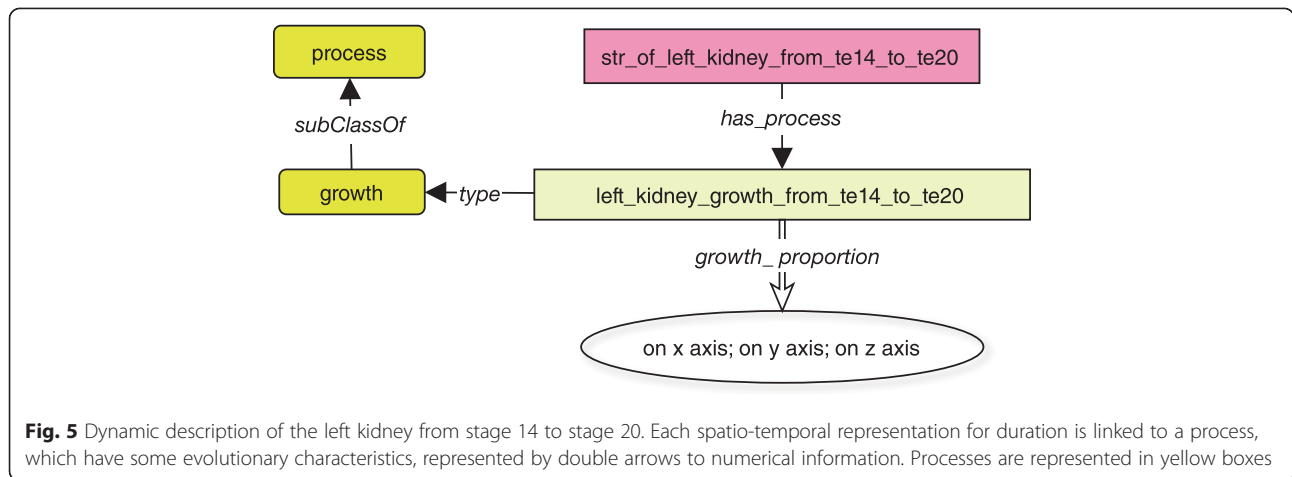 process
str_of_left_kidney_from_te14_to_te20
subClassOf
has_process
growth
type
left_kidney_growth_from_te14_to_te20
growth_ proportion
on x axis; on y axis; on z axis
Fig. 5 Dynamic description of the left kidney from stage 14 to stage 20. Each spatio-temporal representation for duration is linked to a process,
which have some evolutionary characteristics, represented by double arrows to numerical information. Processes are represented in yellow boxes